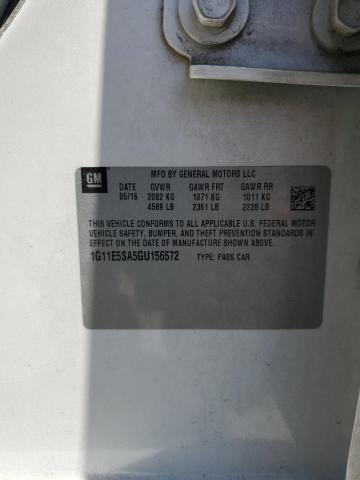 MFD BY GENERAL MOTORS LLC
GM
DATE GVWR GAWR FRT GAWR RR
05/16 2082 KG 1071 KG 1011 KG
4589 LB 2361 LB 2228 LB
THIS VEHICLE CONFORMS TO ALL APPLICABLE U.S. FEDERAL MOTOR
VEHICLE SAFETY, BUMPER, AND THEFT PREVENTION STANDARDS
IN EFFECT ON THE DATE OF MANUFACTURE SHOWN ABOVE.
1G11E5SA5GU156572 TYPE: PASS CAR